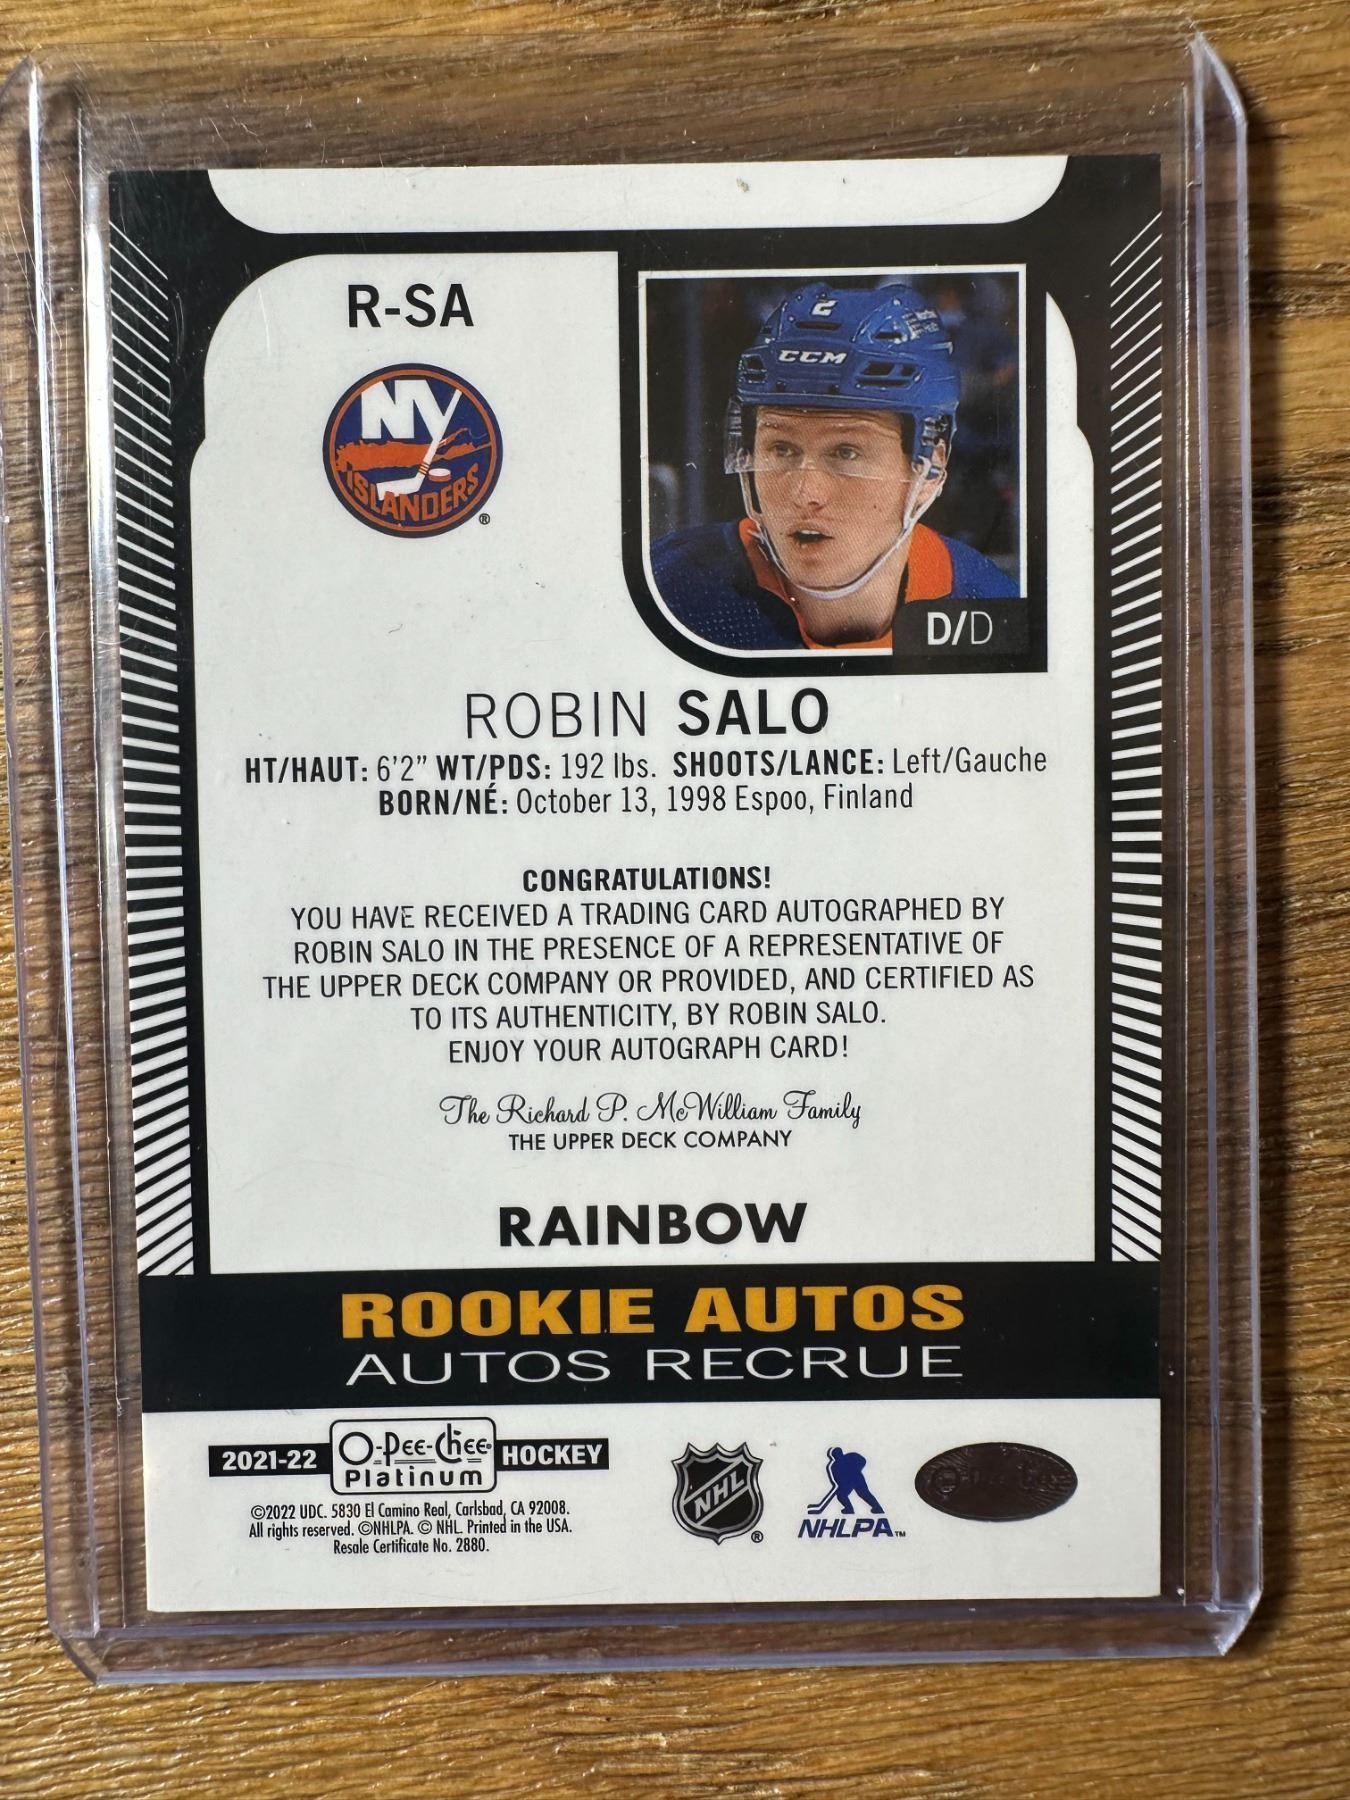 R-SA
NY
ISLANDERS ®
2
CCM
D/D
ROBIN SALO
HT/HAUT: 6'2" WT/PDS: 192 lbs. SHOOTS/LANCE: Left/Gauche
BORN/NÉ: October 13, 1998 Espoo, Finland
CONGRATULATIONS!
YOU HAVE RECEIVED A TRADING CARD AUTOGRAPHED BY
ROBIN SALO IN THE PRESENCE OF A REPRESENTATIVE OF
THE UPPER DECK COMPANY OR PROVIDED, AND CERTIFIED AS
TO ITS AUTHENTICITY, BY ROBIN SALO.
ENJOY YOUR AUTOGRAPH CARD!
The Richard P. McWilliam Family
THE UPPER DECK COMPANY
RAINBOW
ROOKIE AUTOS
AUTOS RECRUE
2021-22 O-Pee-Chee Platinum HOCKEY
©2022 UDC. 5830 El Camino Real, Carlsbad, CA 92008.
All rights reserved. ©NHLPA. © NHL. Printed in the USA.
Resale Certificate No. 2880.
NHL ®
NHLPA™